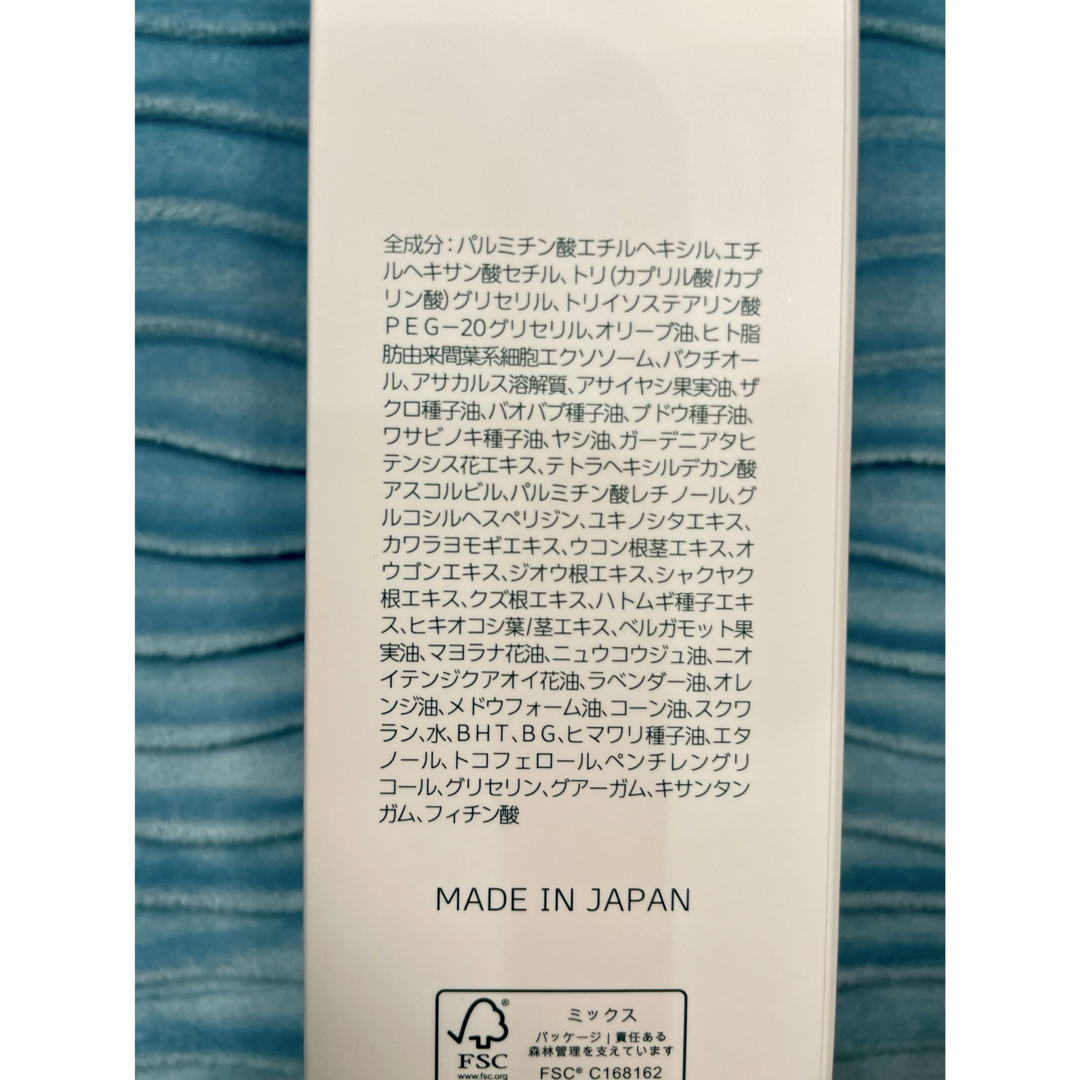 全成分：パルミチン酸エチルヘキシル、エチ
ルヘキサン酸セチル、トリ（カプリル酸/カプ
リン酸）グリセリル、トリイソステアリン酸
ＰＥＧ－２０グリセリル、オリーブ油、ヒト脂
肪由来間葉系細胞エクソソーム、バクチオー
ル、アサカルス溶解質、アサイヤシ果実油、ザ
クロ種子油、バオバブ種子油、ブドウ種子油、
ワサビノキ種子油、ヤシ油、ガーデニアタヒ
テンシス花エキス、テトラヘキシルデカン酸
アスコルビル、パルミチン酸レチノール、グ
ルコシルヘスペリジン、ユキノシタエキス、
カワラヨモギエキス、ウコン根茎エキス、オ
ウゴンエキス、ジオウ根エキス、シャクヤク
根エキス、クズ根エキス、ハトムギ種子エキ
ス、ヒキオコシ葉/茎エキス、ベルガモット果
実油、マヨラナ花油、ニュウコウジュ油、ニオ
イテンジクアオイ花油、ラベンダー油、オレ
ンジ油、メドウフォーム油、コーン油、スクワ
ラン、水、ＢＨＴ、ＢＧ、ヒマワリ種子油、エタ
ノール、トコフェロール、ペンチレングリ
コール、グリセリン、グアーガム、キサンタン
ガム、フィチン酸
MADE IN JAPAN
®
FSC
www.fsc.org
ミックス
パッケージ | 責任ある
森林管理を支えています
FSC® C168162